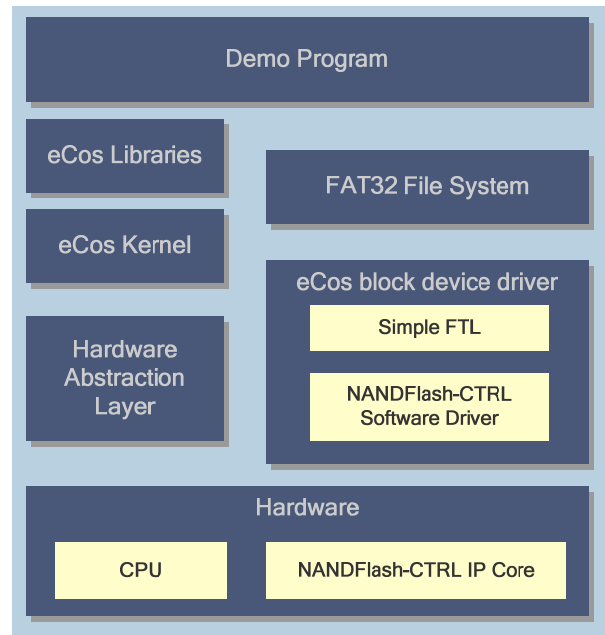 Demo Program
eCos Libraries
FAT32 File System
eCos Kernel
eCos block device driver
Simple FTL
Hardware
Abstraction
Layer
NANDFlash-CTRL
Software Driver
Hardware
CPU
NANDFlash-CTRL IP Core